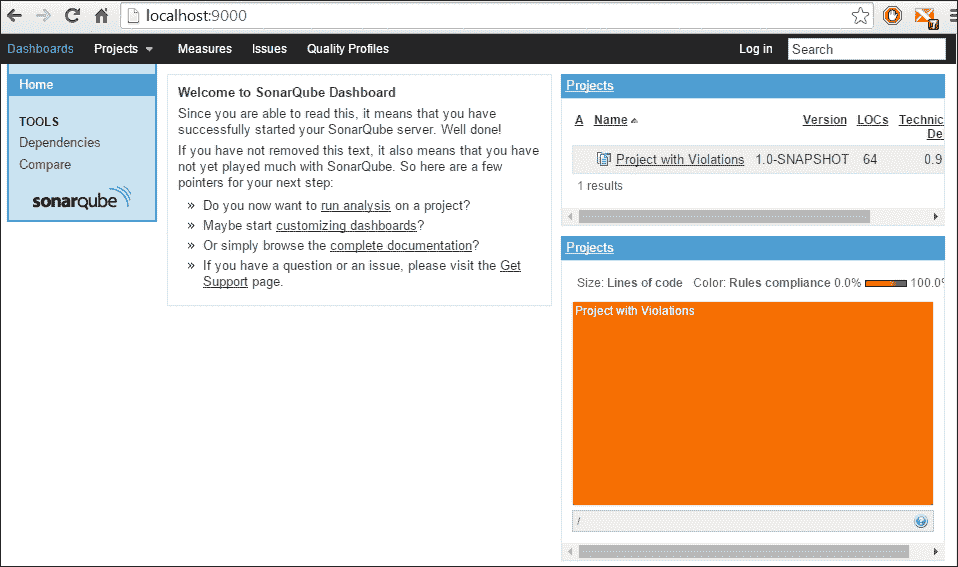 localhost:9000
Dashboards Projects Measures Issues Quality Profiles Log in Search
Home
TOOLS
Dependencies
Compare
sonarqube
Welcome to SonarQube Dashboard
Since you are able to read this, it means that you have
successfully started your SonarQube server. Well done!
If you have not removed this text, it also means that you have
not yet played much with SonarQube. So here are a few
pointers for your next step:
» Do you now want to run analysis on a project?
» Maybe start customizing dashboards?
» Or simply browse the complete documentation?
» If you have a question or an issue, please visit the Get
Support page.
Projects
A Name Version LOCs Technic
De
Project with Violations 1.0-SNAPSHOT 64 0.9
1 results
Projects
Size: Lines of code Color: Rules compliance 0.0% 100.0%
Project with Violations
/